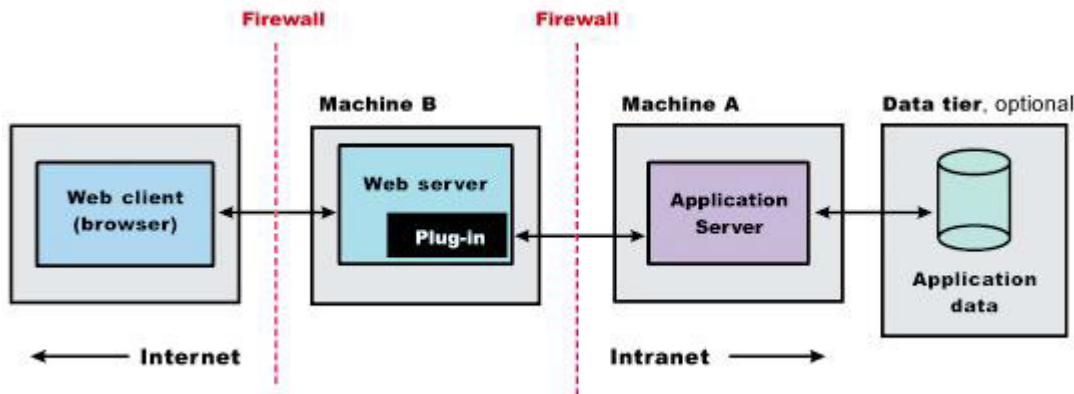 Firewall
Firewall
Machine B
Machine A
Data tier, optional
Web client
(browser)
Web server
Plug-in
Application
Server
Application
data
Internet
Intranet